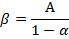 β = A / (1 − α)